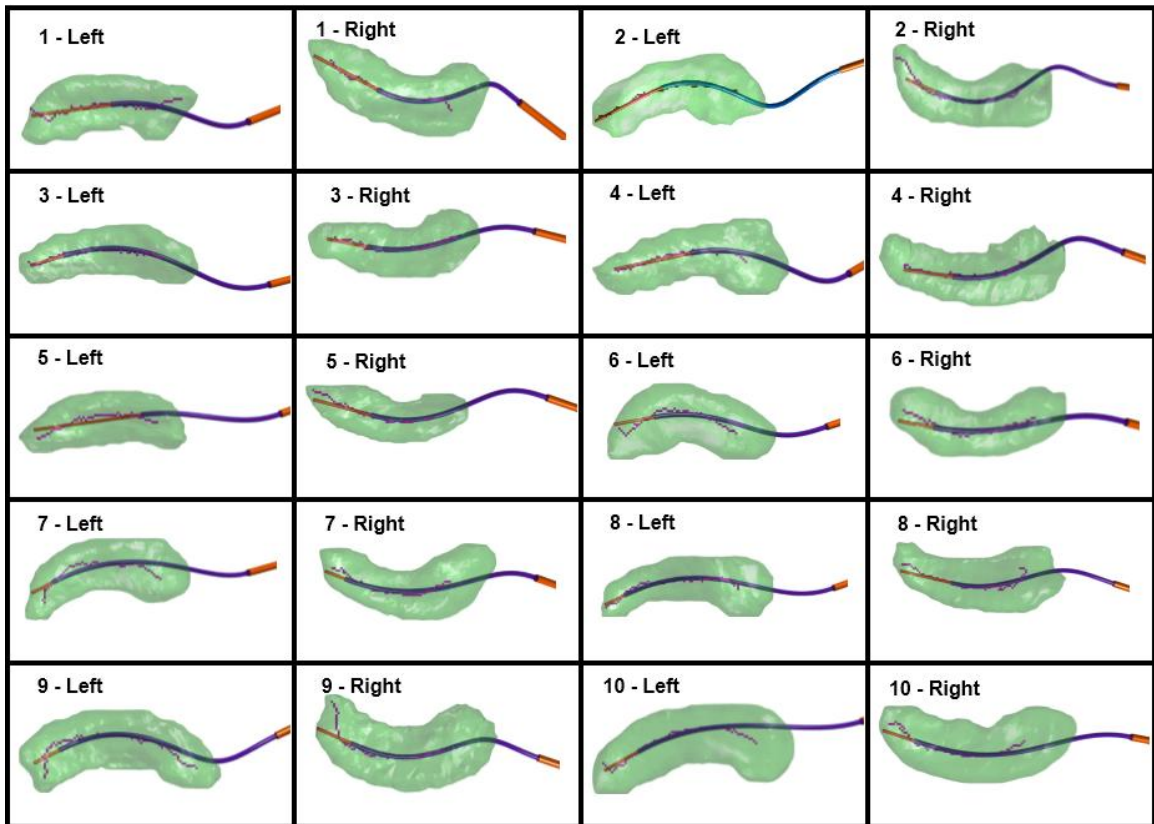 1 - Left
1 - Right
2 - Left
2 - Right
3 - Left
3 - Right
4 - Left
4 - Right
5 - Left
5 - Right
6 - Left
6 - Right
7 - Left
7 - Right
8 - Left
8 - Right
9 - Left
9 - Right
10 - Left
10 - Right